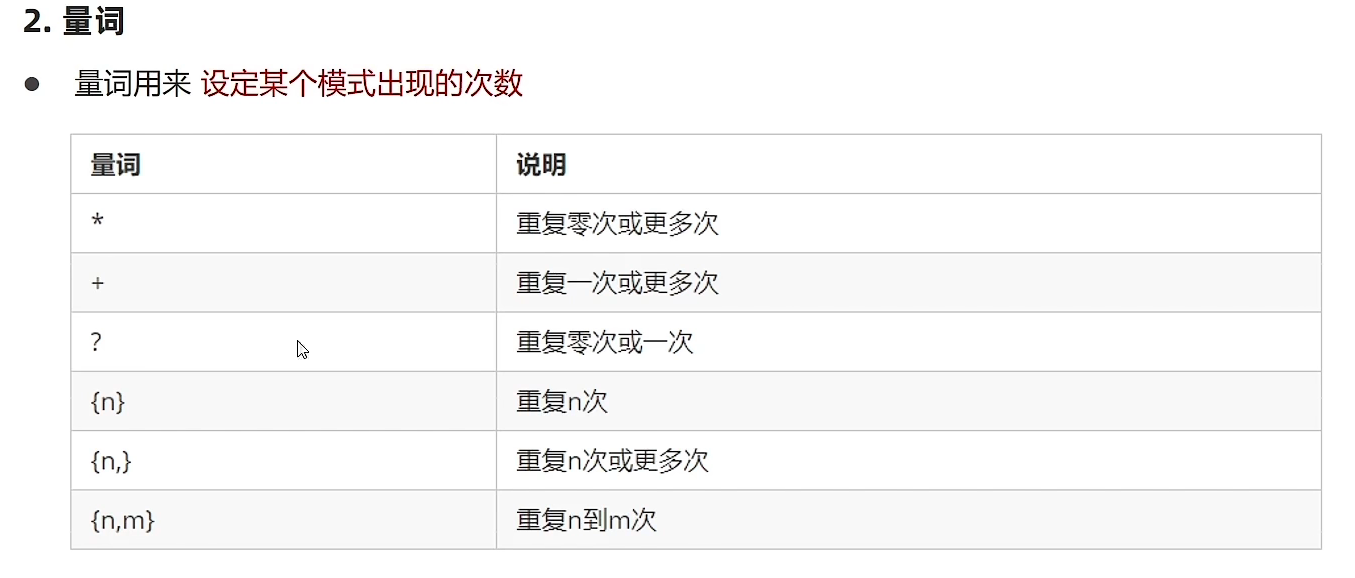 2. 量词
● 量词用来 设定某个模式出现的次数
量词 说明
* 重复零次或更多次
+ 重复一次或更多次
? 重复零次或一次
{n} 重复n次
{n,} 重复n次或更多次
{n,m} 重复n到m次